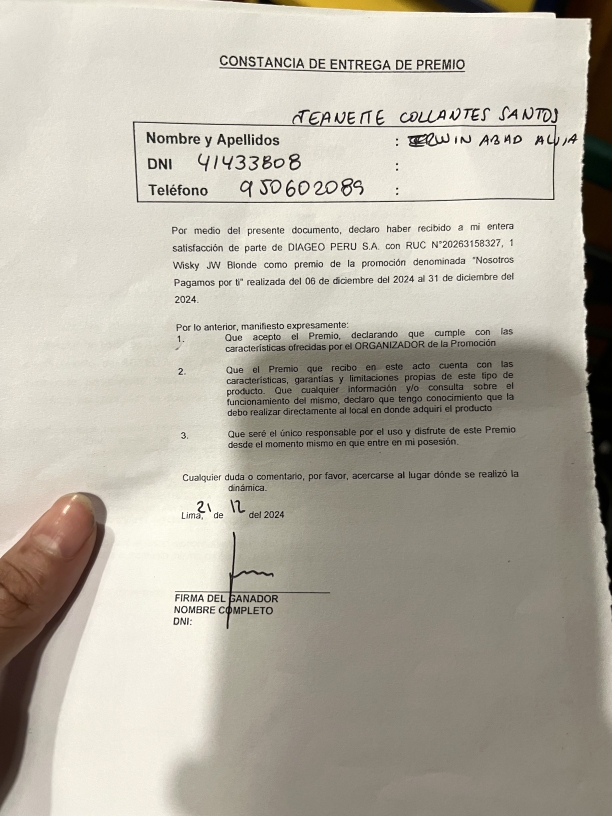 CONSTANCIA DE ENTREGA DE PREMIO
JEANETTE COLLANTES SANTOS
Nombre y Apellidos : ERWIN ABAD
DNI 41433808 :
Teléfono 950602089 :
Por medio del presente documento, declaro haber recibido a mi entera
satisfacción de parte de DIAGEO PERU S.A. con RUC N°20263158327, 1
Wisky JW Blonde como premio de la promoción denominada "Nosotros
Pagamos por ti" realizada del 06 de diciembre del 2024 al 31 de diciembre del
2024.
Por lo anterior, manifiesto expresamente:
1. Que acepto el Premio, declarando que cumple con las
características ofrecidas por el ORGANIZADOR de la Promoción
2. Que el Premio que recibo en este acto cuenta con las
características, garantías y limitaciones propias de este tipo de
producto. Que cualquier información y/o consulta sobre el
funcionamiento del mismo, declaro que tengo conocimiento que la
debo realizar directamente al local en donde adquirí el producto
3. Que seré el único responsable por el uso y disfrute de este Premio
desde el momento mismo en que entre en mi posesión.
Cualquier duda o comentario, por favor, acercarse al lugar dónde se realizó la
dinámica.
Lima, 21 de 12 del 2024
FIRMA DEL GANADOR
NOMBRE COMPLETO
DNI: